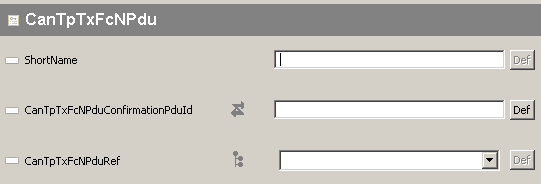 CanTpTxFcNPdu
ShortName
Def
CanTpTxFcNPduConfirmationPduId
Def
CanTpTxFcNPduRef
Def